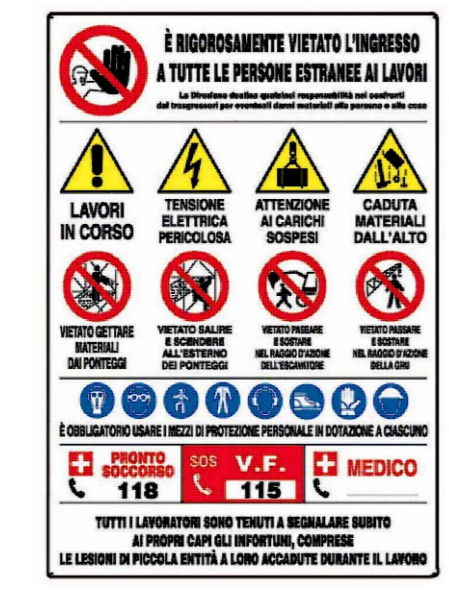 È RIGOROSAMENTE VIETATO L'INGRESSO
A TUTTE LE PERSONE ESTRANEE AI LAVORI
La Direzione declina qualsiasi responsabilità nei confronti
dei trasgressori per eventuali danni materiali alle persone e alle cose
LAVORI
IN CORSO
TENSIONE
ELETTRICA
PERICOLOSA
ATTENZIONE
AI CARICHI
SOSPESI
CADUTA
MATERIALI
DALL'ALTO
VIETATO GETTARE
MATERIALI
DAI PONTEGGI
VIETATO SALIRE
E SCENDERE
ALL'ESTERNO
DEI PONTEGGI
VIETATO PASSARE
E SOSTARE
NEL RAGGIO D'AZIONE
DELL'ESCAVATORE
VIETATO PASSARE
E SOSTARE
NEL RAGGIO D'AZIONE
DELLA GRU
È OBBLIGATORIO USARE I MEZZI DI PROTEZIONE PERSONALE IN DOTAZIONE A CIASCUNO
PRONTO
SOCCORSO
118
SOS V.F.
115
MEDICO
TUTTI I LAVORATORI SONO TENUTI A SEGNALARE SUBITO
AI PROPRI CAPI GLI INFORTUNI, COMPRESE
LE LESIONI DI PICCOLA ENTITÀ A LORO ACCADUTE DURANTE IL LAVORO